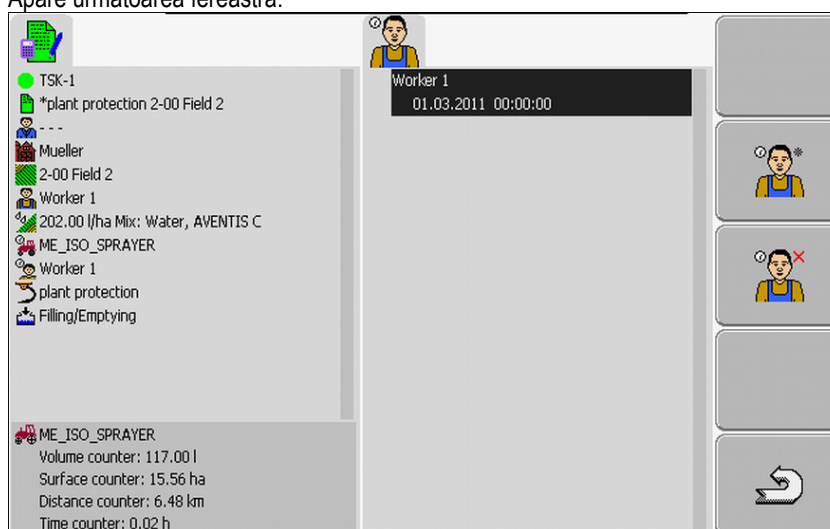 Apare următoarea fereastră:
TSK-1
*plant protection 2-00 Field 2
- - -
Mueller
2-00 Field 2
Worker 1
202.00 l/ha Mix: Water, AVENTIS C
ME_ISO_SPRAYER
Worker 1
plant protection
Filling/Emptying
ME_ISO_SPRAYER
Volume counter: 117.00 l
Surface counter: 15.56 ha
Distance counter: 6.48 km
Time counter: 0.02 h
Worker 1
01.03.2011 00:00:00